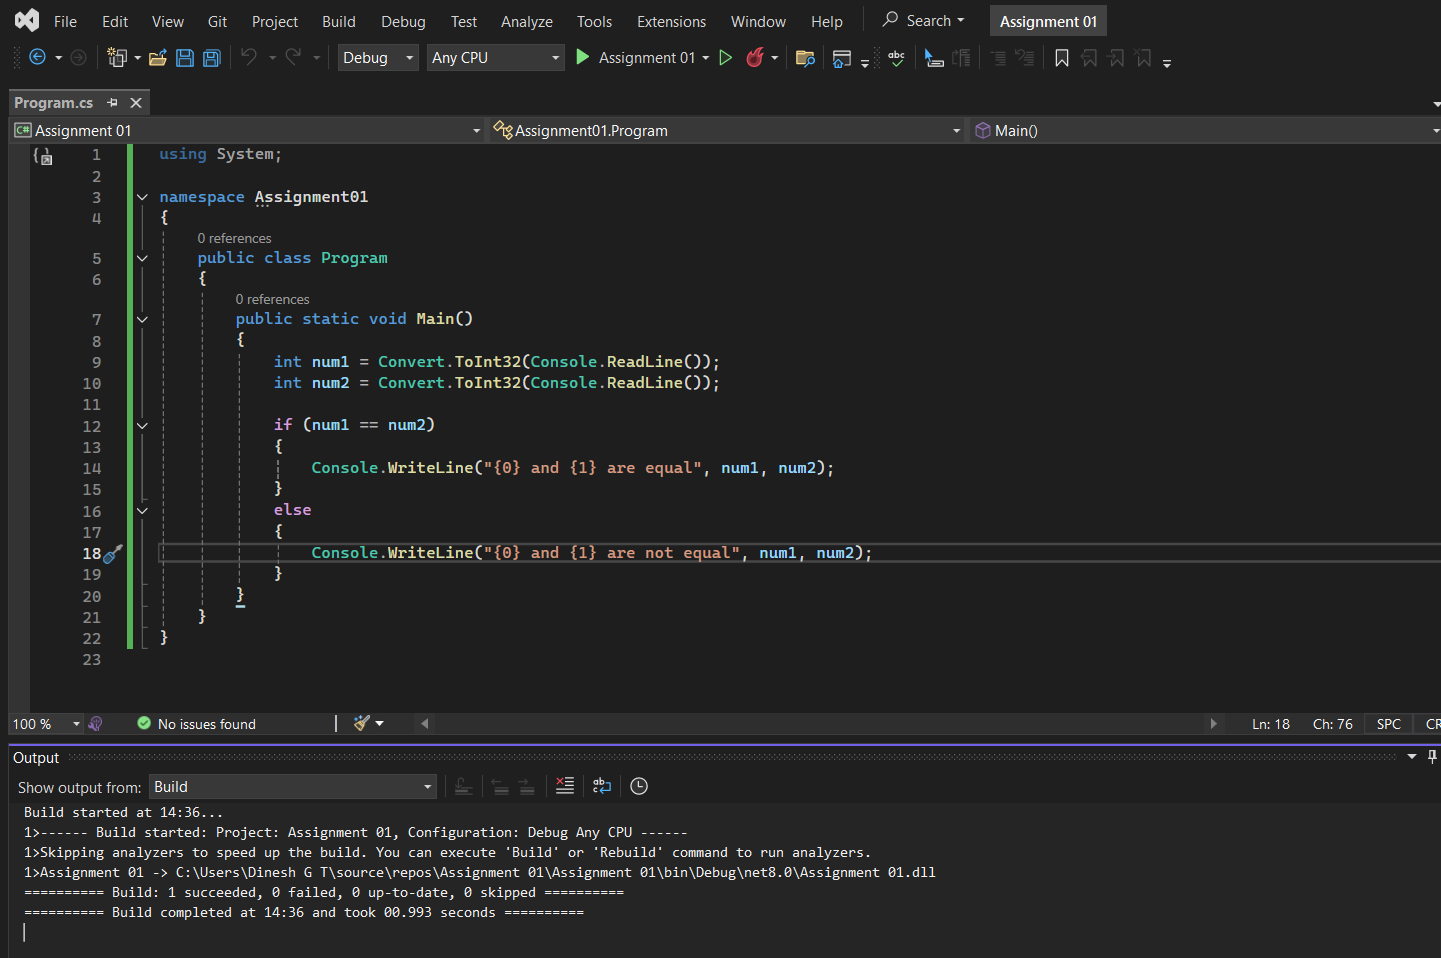 File Edit View Git Project Build Debug Test Analyze Tools Extensions Window Help Search Assignment 01
Debug Any CPU Assignment 01
Program.cs
C# Assignment 01 Assignment01.Program Main()
1 using System;
2
3 namespace Assignment01
4 {
0 references
5 public class Program
6 {
0 references
7 public static void Main()
8 {
9 int num1 = Convert.ToInt32(Console.ReadLine());
10 int num2 = Convert.ToInt32(Console.ReadLine());
11
12 if (num1 == num2)
13 {
14 Console.WriteLine("{0} and {1} are equal", num1, num2);
15 }
16 else
17 {
18 Console.WriteLine("{0} and {1} are not equal", num1, num2);
19 }
20 }
21 }
22 }
23
100 % No issues found Ln: 18 Ch: 76 SPC CR
Output
Show output from: Build
Build started at 14:36...
1>------ Build started: Project: Assignment 01, Configuration: Debug Any CPU ------
1>Skipping analyzers to speed up the build. You can execute 'Build' or 'Rebuild' command to run analyzers.
1>Assignment 01 -> C:\Users\Dinesh G T\source\repos\Assignment 01\Assignment 01\bin\Debug\net8.0\Assignment 01.dll
========== Build: 1 succeeded, 0 failed, 0 up-to-date, 0 skipped ==========
========== Build completed at 14:36 and took 00.993 seconds ==========